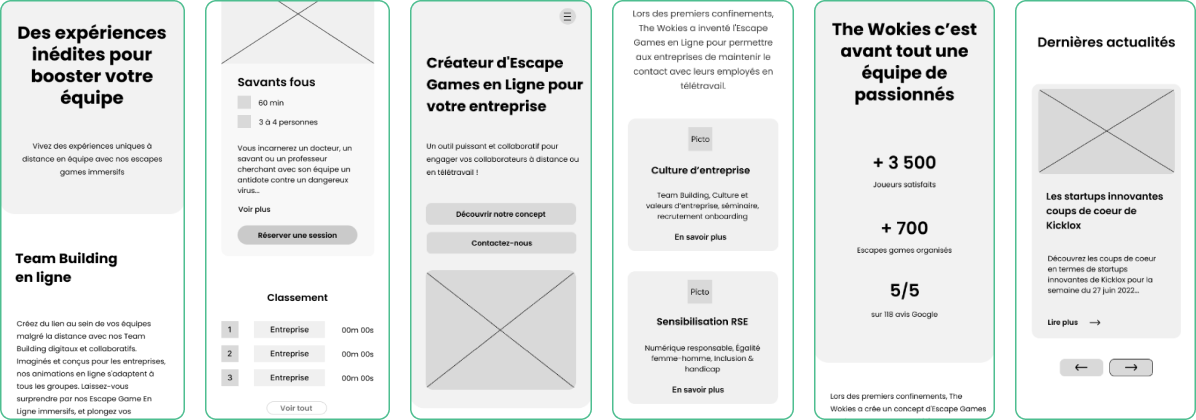 Des expériences
inédites pour
booster votre
équipe
Vivez des expériences uniques à
distance en équipe avec nos escapes
games immersifs
Team Building
en ligne
Créez du lien au sein de vos équipes
malgré la distance avec nos Team
Building digitaux et collaboratifs.
Imaginés et conçus pour les entreprises,
nos animations en ligne s'adaptent à
tous les groupes. Laissez-vous
surprendre par nos Escape Game En
Ligne immersifs, et plongez vos
Savants fous
60 min
3 à 4 personnes
Vous incarnerez un docteur, un
savant ou un professeur
cherchant avec son équipe un
antidote contre un dangereux
virus...
Voir plus
Réserver une session
Classement
1 Entreprise 00m 00s
2 Entreprise 00m 00s
3 Entreprise 00m 00s
Voir tout
Créateur d'Escape
Games en Ligne pour
votre entreprise
Un outil puissant et collaboratif pour
engager vos collaborateurs à distance ou
en télétravail !
Découvrir notre concept
Contactez-nous
Lors des premiers confinements,
The Wokies a inventé l'Escape
Games en Ligne pour permettre
aux entreprises de maintenir le
contact avec leurs employés en
télétravail.
Picto
Culture d'entreprise
Team Building, Culture et
valeurs d'entreprise, séminaire,
recrutement onboarding
En savoir plus
Picto
Sensibilisation RSE
Numérique responsable, Égalité
femme-homme, Inclusion &
handicap
En savoir plus
The Wokies c'est
avant tout une
équipe de
passionnés
+ 3 500
Joueurs satisfaits
+ 700
Escapes games organisés
5/5
sur 118 avis Google
Lors des premiers confinements, The
Wokies a crée un concept d'Escape Games
Dernières actualités
Les startups innovantes
coups de coeur de
Kicklox
Découvrez les coups de coeur
en termes de startups
innovantes de Kicklox pour la
semaine du 27 juin 2022...
Lire plus